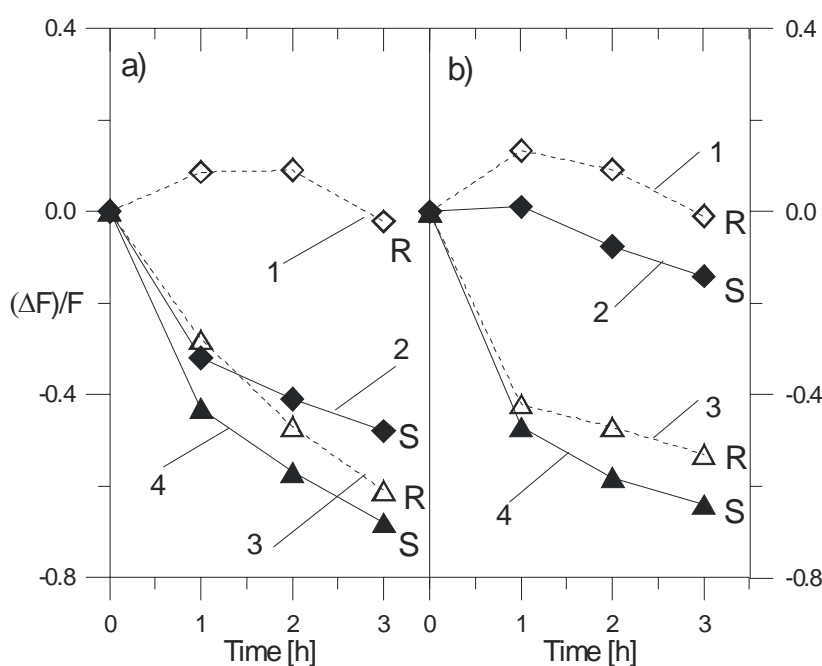 0.4 a) b) 0.4
1
0.0 0.0
R R
1
2 S
(ΔF)/F 2
-0.4 -0.4
3
S
4 R
R 4 S
3 S
-0.8 -0.8
0 1 2 3 0 1 2 3
Time [h] Time [h]